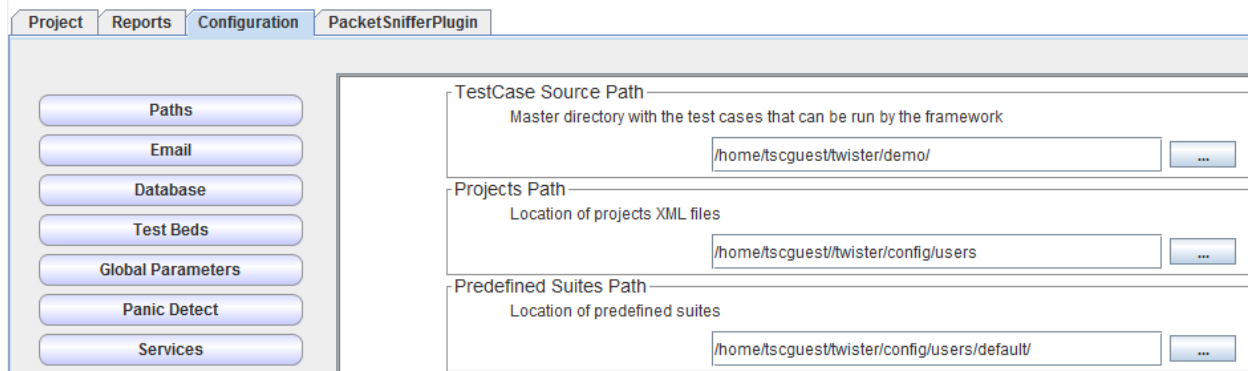 Project Reports Configuration PacketSnifferPlugin
Paths
Email
Database
Test Beds
Global Parameters
Panic Detect
Services
TestCase Source Path
Master directory with the test cases that can be run by the framework
/home/tscguest/twister/demo/ ...
Projects Path
Location of projects XML files
/home/tscguest//twister/config/users ...
Predefined Suites Path
Location of predefined suites
/home/tscguest/twister/config/users/default/ ...